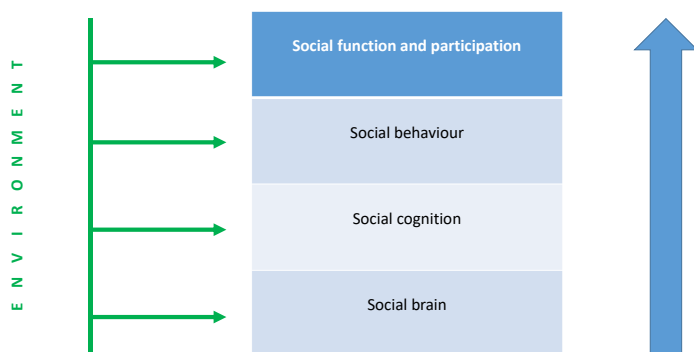 ENVIRONMENT
Social function and participation
Social behaviour
Social cognition
Social brain